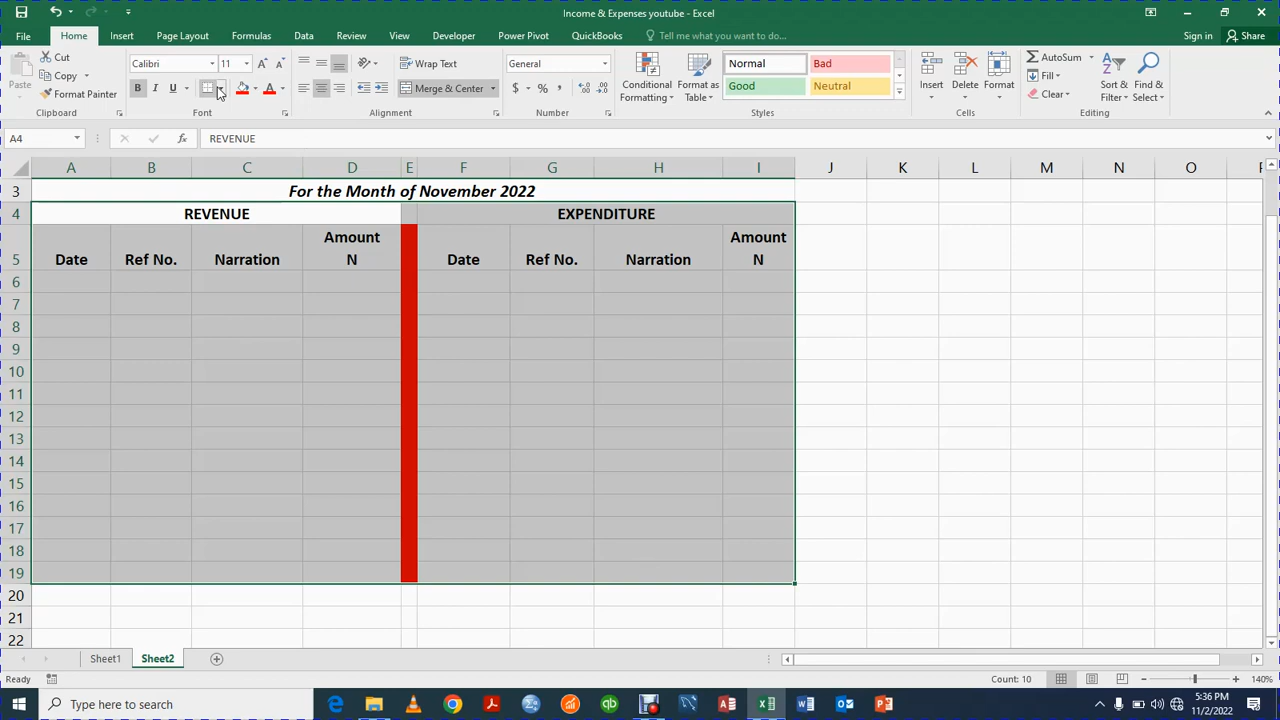 Income & Expenses youtube - Excel
File Home Insert Page Layout Formulas Data Review View Developer Power Pivot QuickBooks Tell me what you want to do... Sign in Share
Cut
Copy
Format Painter
Paste
Clipboard
Calibri
B I U
Font
Wrap Text
Merge & Center
Alignment
General
$ % ,
Number
Conditional Formatting
Format as Table
Normal Bad
Good Neutral
Styles
Insert Delete Format
Cells
AutoSum
Fill
Clear
Sort & Filter
Find & Select
Editing
A4 fx REVENUE
A B C D E F G H I J K L M N O
3 For the Month of November 2022
4 REVENUE EXPENDITURE
Amount Amount
5 Date Ref No. Narration N Date Ref No. Narration N
6
7
8
9
10
11
12
13
14
15
16
17
18
19
20
21
22
Sheet1 Sheet2
Ready Count: 10 140%
Type here to search
5:36 PM
11/2/2022